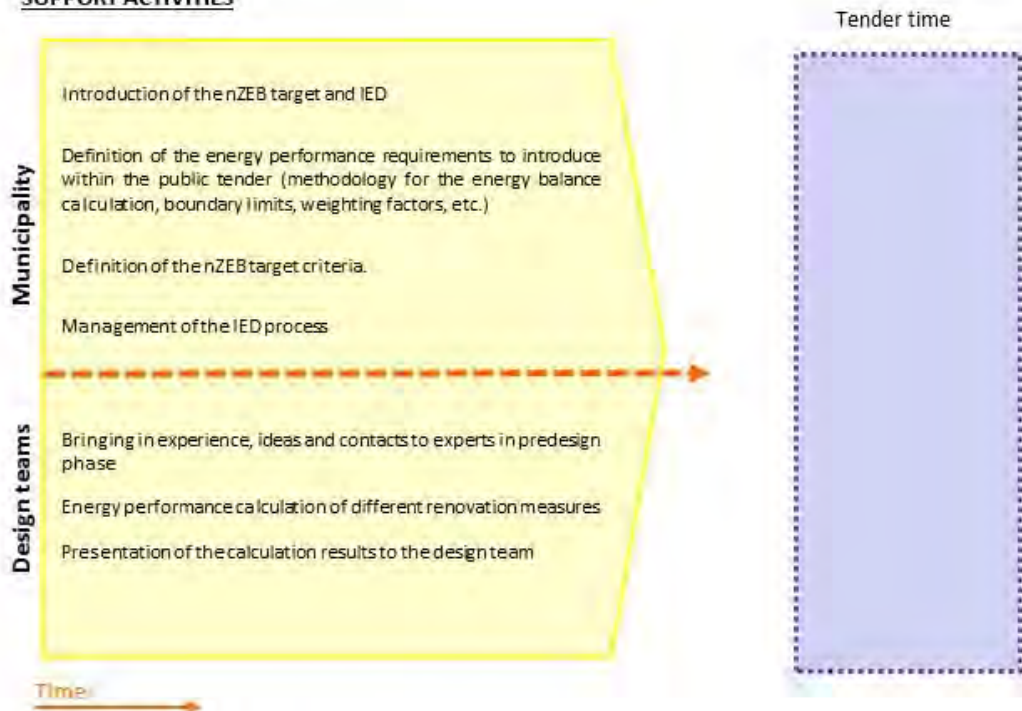 SUPPORT ACTIVITIES
Tender time
Municipality
Introduction of the nZEB target and IED
Definition of the energy performance requirements to introduce
within the public tender (methodology for the energy balance
calculation, boundary limits, weighting factors, etc.)
Definition of the nZEB target criteria.
Management of the IED process
Design teams
Bringing in experience, ideas and contacts to experts in predesign
phase
Energy performance calculation of different renovation measures
Presentation of the calculation results to the design team
Time